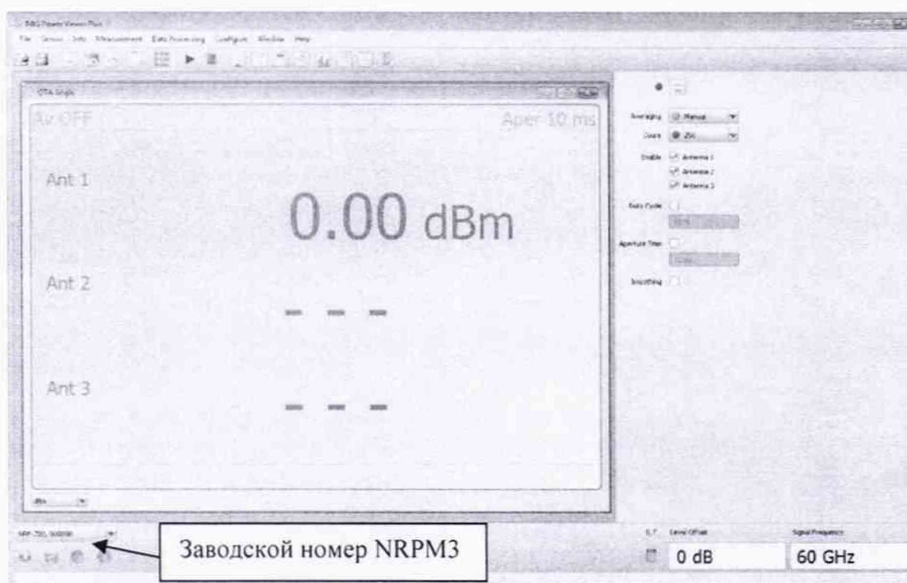 R&S Power Viewer Plus
File Sensor Info Measurement Data Processing Configure Window Help
OTA Single
Av OFF
Aper 10 ms
Averaging Manual
Count
Enable Antenna 1
Antenna 2
Antenna 3
Duty Cycle
Aperture Time
Smoothing
Ant 1
0.00 dBm
Ant 2
- - -
Ant 3
- - -
dBm
Заводской номер NRPM3
Level Offset
Signal Frequency
0 dB
60 GHz